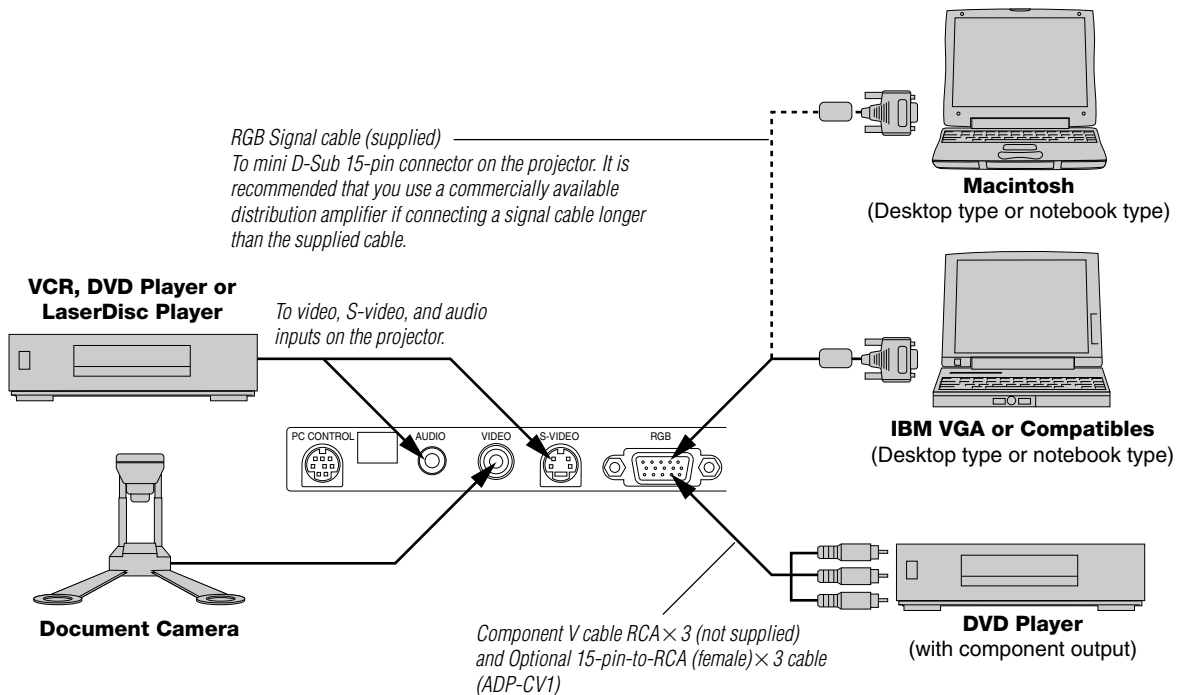 RGB Signal cable (supplied)
To mini D-Sub 15-pin connector on the projector. It is
recommended that you use a commercially available
distribution amplifier if connecting a signal cable longer
than the supplied cable.
Macintosh
(Desktop type or notebook type)
VCR, DVD Player or
LaserDisc Player
To video, S-video, and audio
inputs on the projector.
IBM VGA or Compatibles
(Desktop type or notebook type)
PC CONTROL
AUDIO
VIDEO
S-VIDEO
RGB
Document Camera
Component V cable RCA×3 (not supplied)
and Optional 15-pin-to-RCA (female)×3 cable
(ADP-CV1)
DVD Player
(with component output)